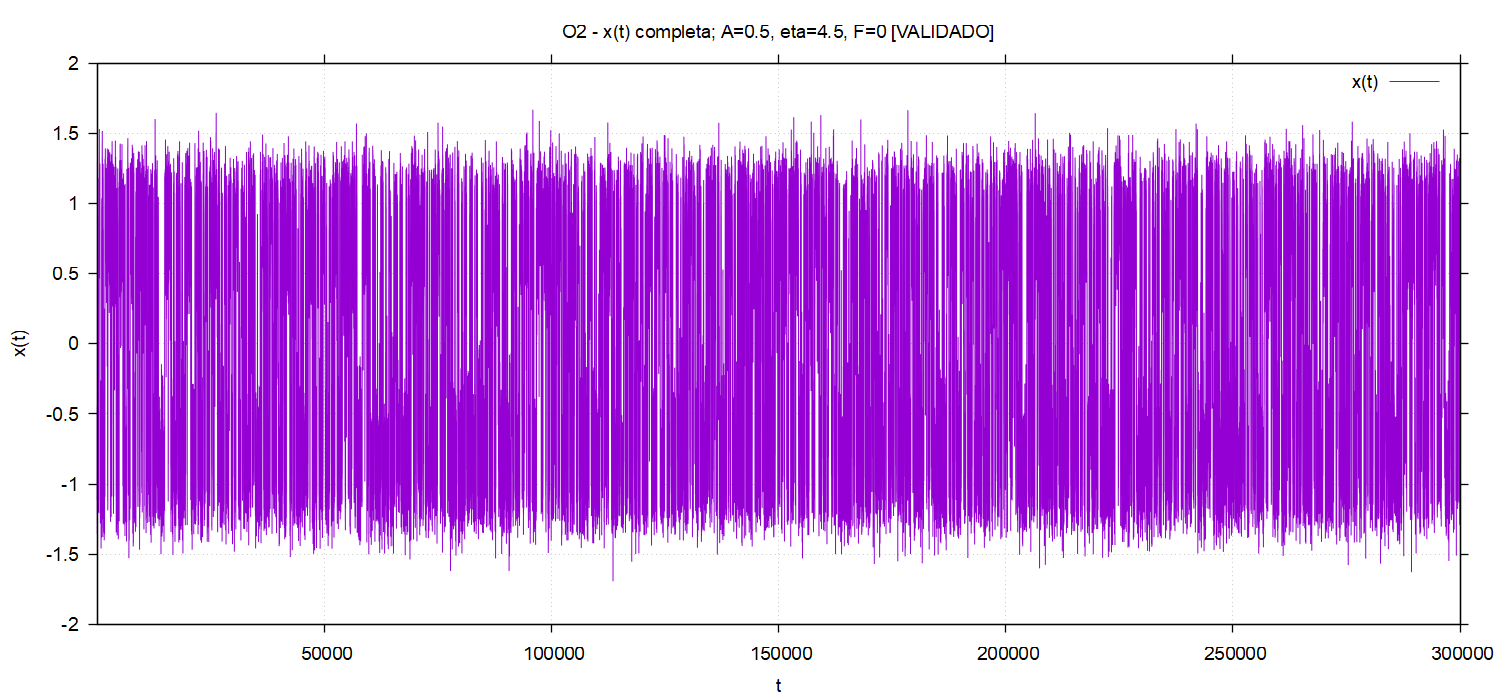 O2 - x(t) completa; A=0.5, eta=4.5, F=0 [VALIDADO]
x(t)
2
1.5
1
0.5
0
-0.5
-1
-1.5
-2
x(t)
50000 100000 150000 200000 250000 300000
t